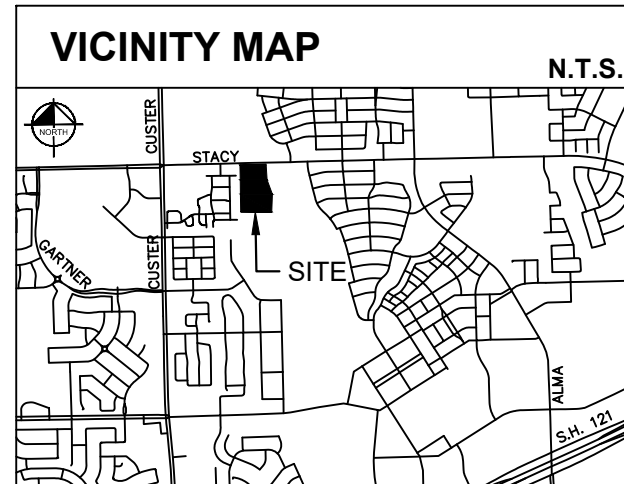 VICINITY MAP
N.T.S.
NORTH
CUSTER
STACY
GARTNER
CUSTER
SITE
ALMA
S.H. 121